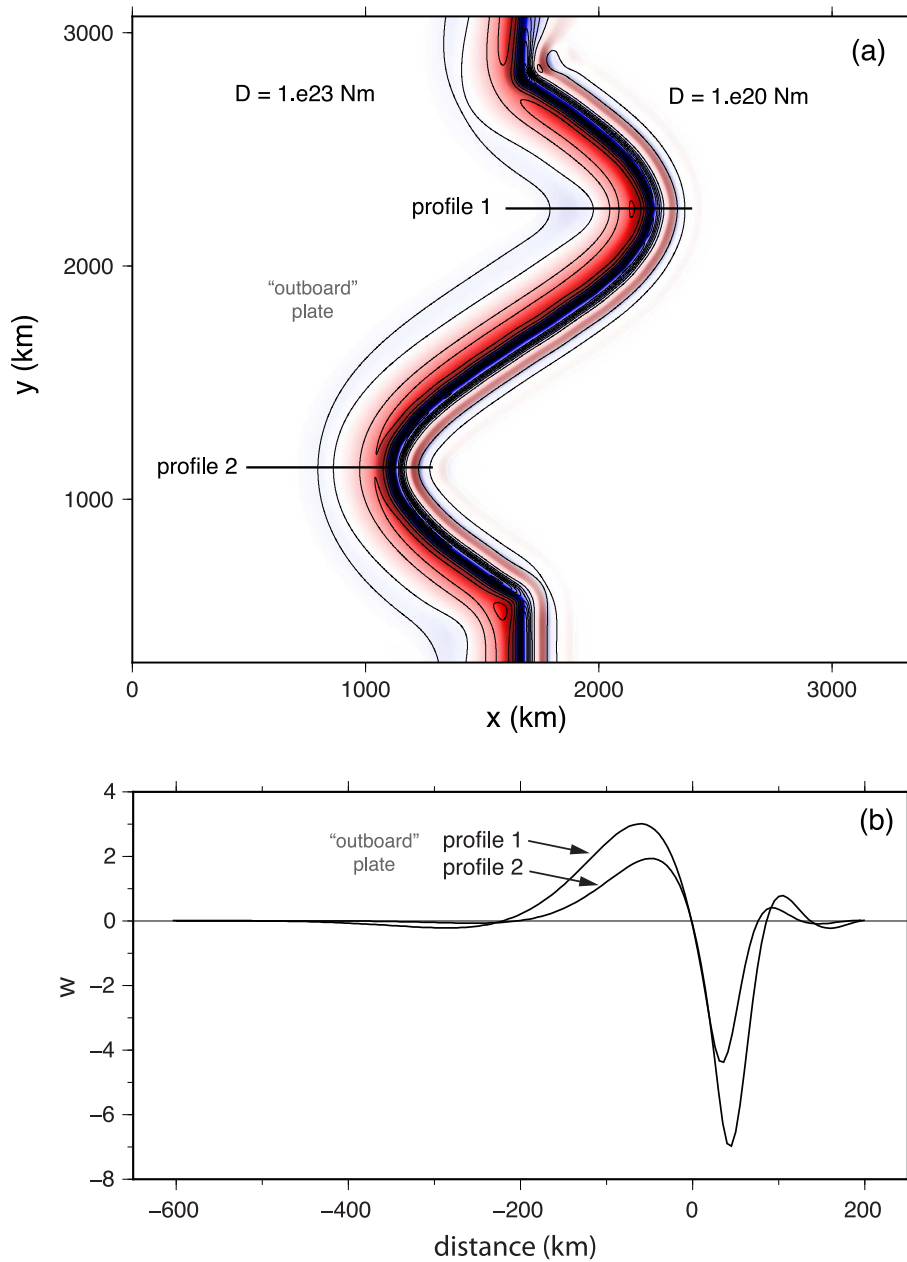 3000
(a)
D = 1.e23 Nm
D = 1.e20 Nm
profile 1
2000
“outboard”
plate
y (km)
profile 2
1000
0
1000
2000
3000
x (km)
4
(b)
“outboard”
plate
profile 1
profile 2
2
0
w
−2
−4
−6
−8
−600
−400
−200
0
200
distance (km)